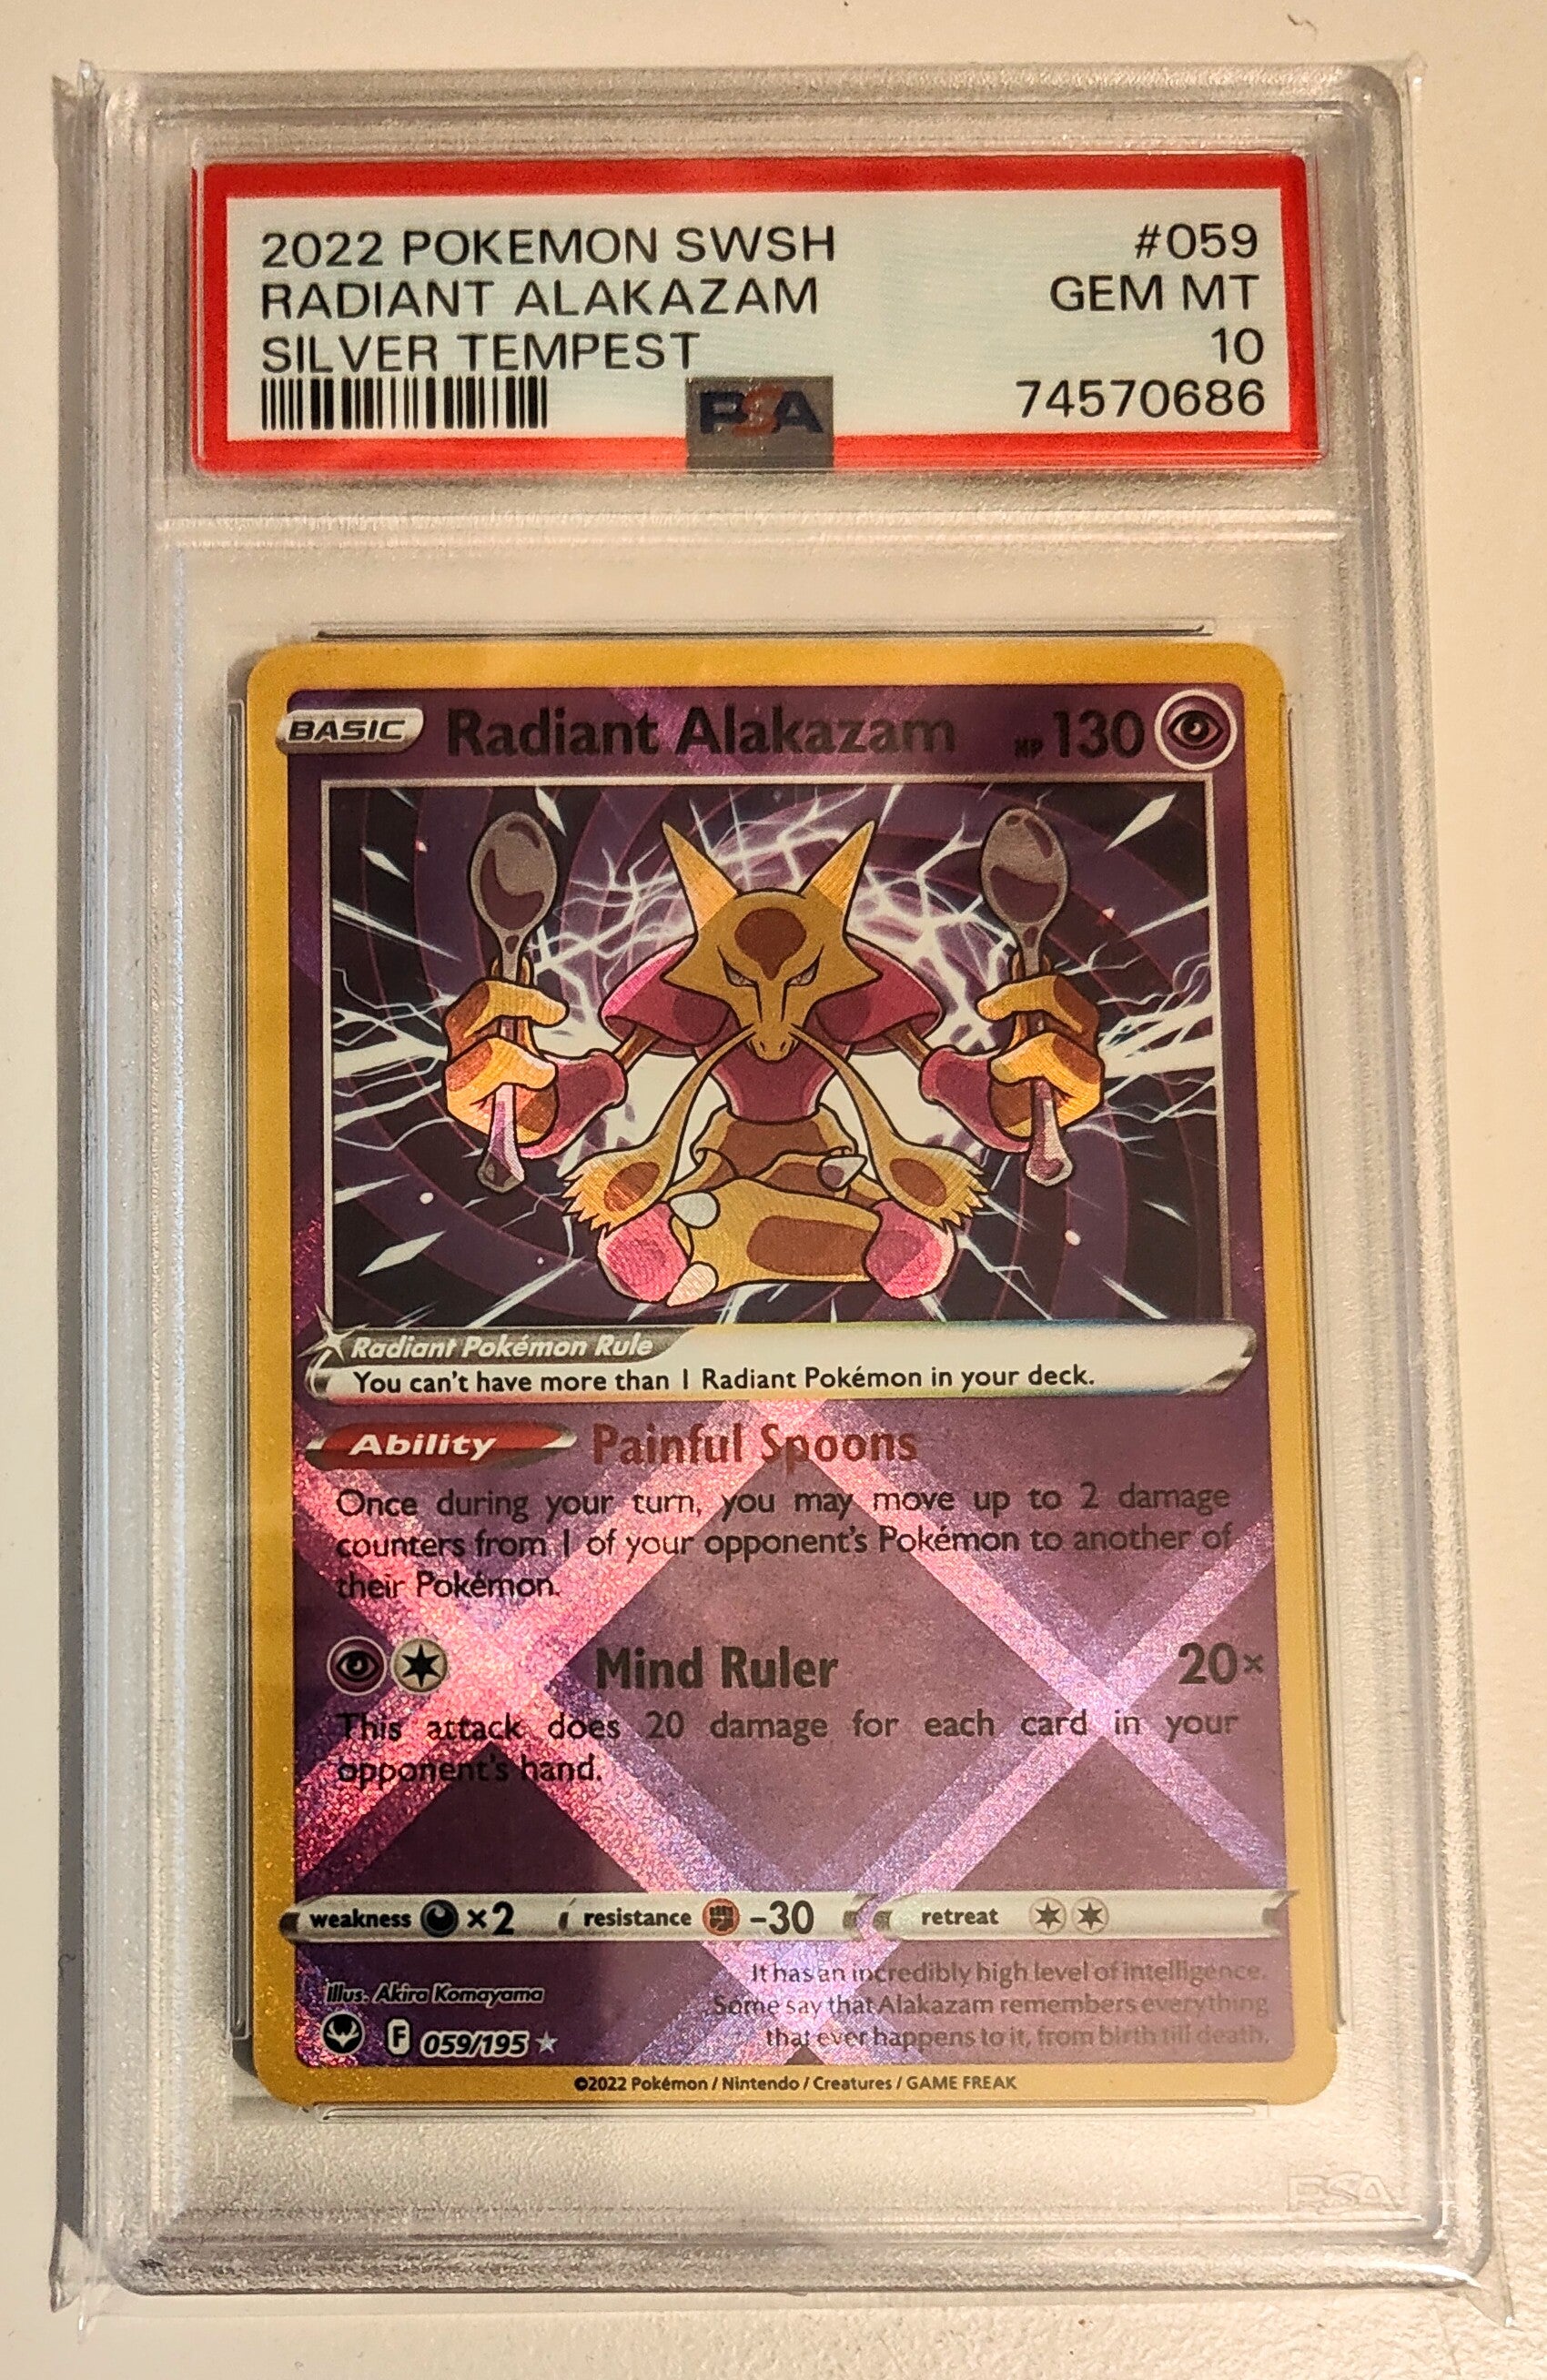 2022 POKEMON SWSH #059
RADIANT ALAKAZAM GEM MT
SILVER TEMPEST 10
PSA 74570686
BASIC Radiant Alakazam HP 130
Radiant Pokémon Rule
You can't have more than 1 Radiant Pokémon in your deck.
Ability Painful Spoons
Once during your turn, you may move up to 2 damage
counters from 1 of your opponent's Pokémon to another of
their Pokémon.
Mind Ruler 20×
This attack does 20 damage for each card in your
opponent's hand.
weakness ×2 resistance -30 retreat
It has an incredibly high level of intelligence.
Some say that Alakazam remembers everything
that ever happens to it, from birth till death.
Illus. Akira Komayama
F 059/195
©2022 Pokémon / Nintendo / Creatures / GAME FREAK
PSA